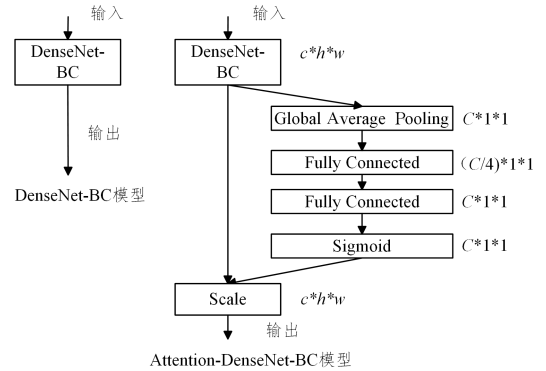 输入
DenseNet-
BC
输出
DenseNet-BC模型
输入
DenseNet-
BC
c*h*w
Global Average Pooling
C*1*1
Fully Connected
(C/4)*1*1
Fully Connected
C*1*1
Sigmoid
C*1*1
Scale
c*h*w
输出
Attention-DenseNet-BC模型